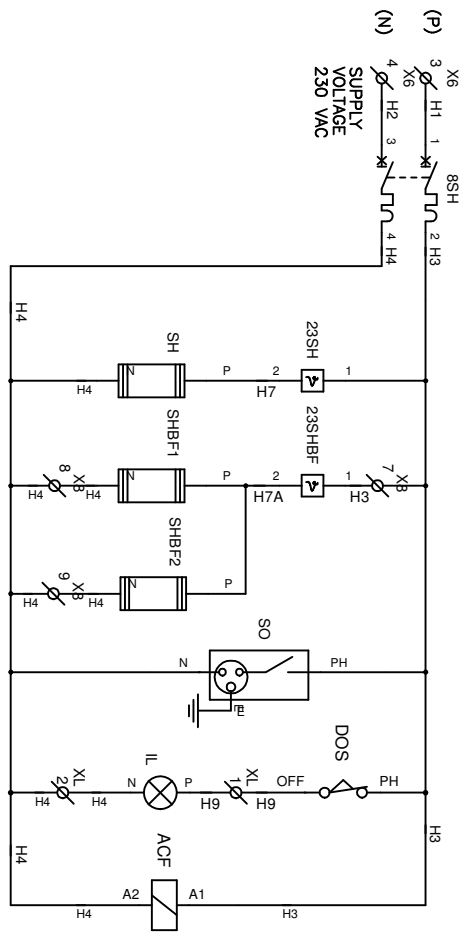 (N)
(P)
4
X6
3
X6
SUPPLY
VOLTAGE
230 VAC
H2
H1
3
1
8SH
4
2
H4
H3
H4
SH
N
H4
P
2
H7
23SH
1
SHBF1
8
X8
H4
H4
N
P
2
H7A
23SHBF
1
H3
7
X8
SHBF2
9
X8
H4
H4
N
P
SO
N
E
PH
IL
2
XL
H4
H4
N
P
H9
1
XL
H9
OFF
DOS
PH
H4
H3
ACF
H4
A2
A1
H3